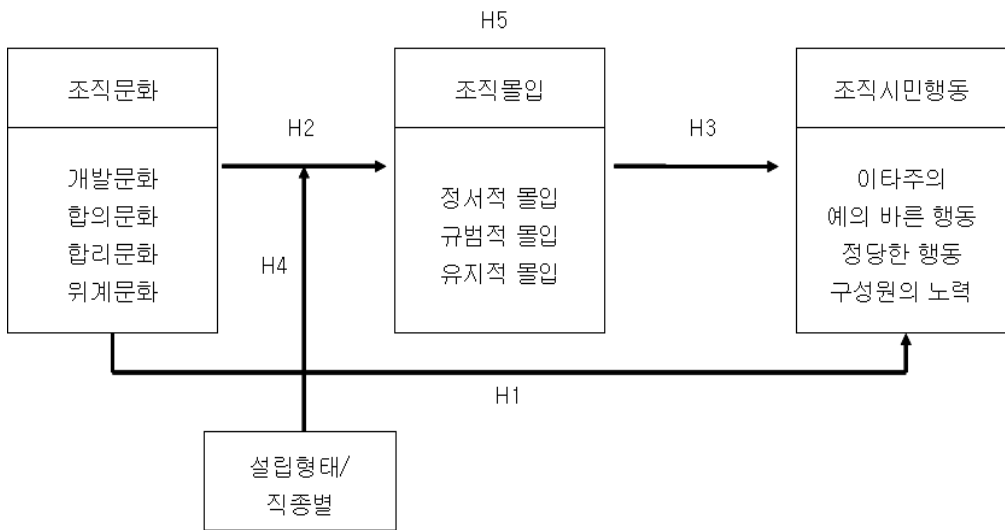 H5
조직문화
조직몰입
조직시민행동
H2
H3
개발문화
합의문화
합리문화
위계문화
정서적 몰입
규범적 몰입
유지적 몰입
이타주의
예의 바른 행동
정당한 행동
구성원의 노력
H4
H1
설립형태/
직종별